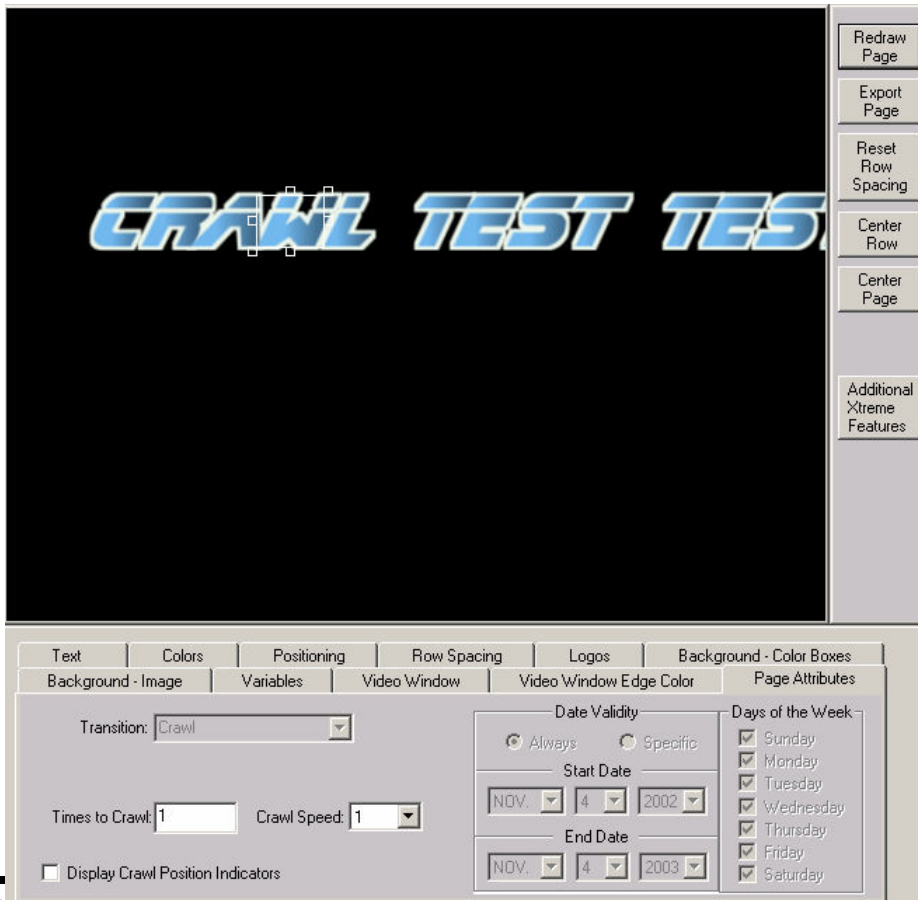 CRAWL TEST TES
Redraw
Page
Export
Page
Reset
Row
Spacing
Center
Row
Center
Page
Additional
Xtreme
Features
Text Colors Positioning Row Spacing Logos Background - Color Boxes
Background - Image Variables Video Window Video Window Edge Color Page Attributes
Transition: Crawl
Times to Crawl: 1 Crawl Speed: 1
Display Crawl Position Indicators
Date Validity
Always Specific
Start Date
NOV. 4 2002
End Date
NOV. 4 2003
Days of the Week
Sunday
Monday
Tuesday
Wednesday
Thursday
Friday
Saturday